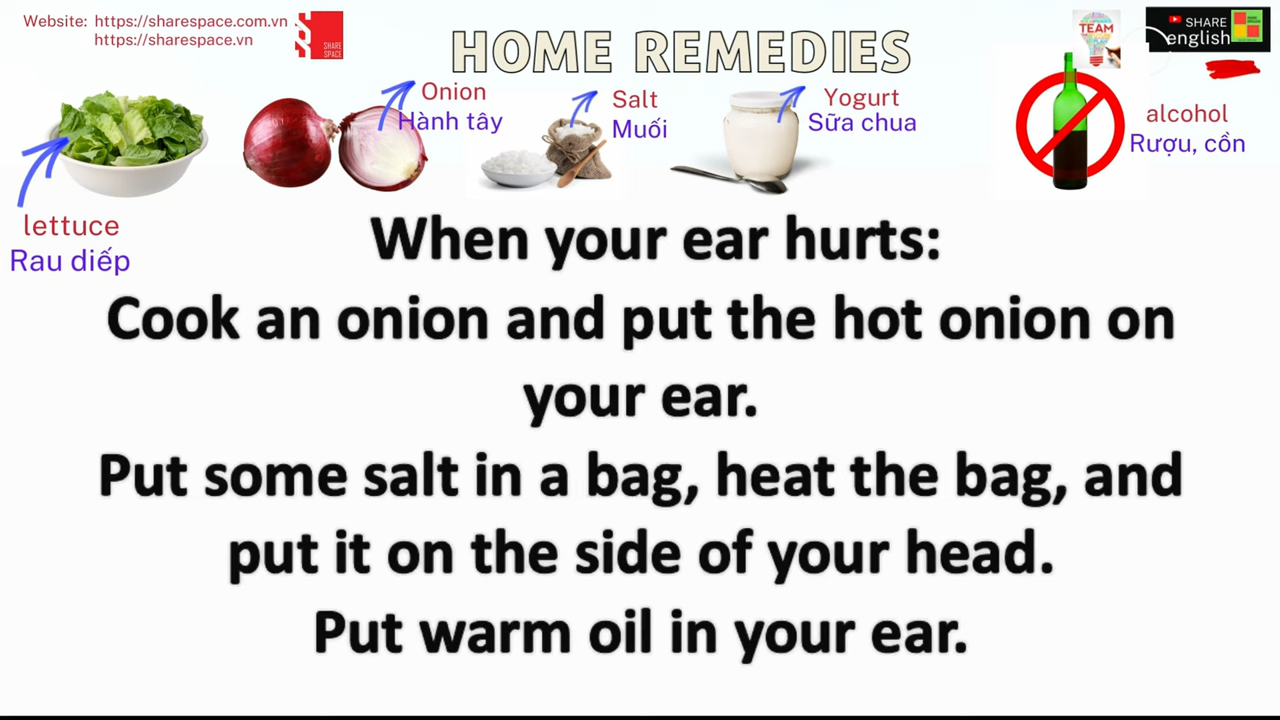 Website: https://sharespace.com.vn
https://sharespace.vn
SHARE
SPACE
HOME REMEDIES
TEAM
SHARE
english
Onion
Hành tây
Salt
Muối
Yogurt
Sữa chua
alcohol
Rượu, cồn
lettuce
Rau diếp
When your ear hurts:
Cook an onion and put the hot onion on
your ear.
Put some salt in a bag, heat the bag, and
put it on the side of your head.
Put warm oil in your ear.